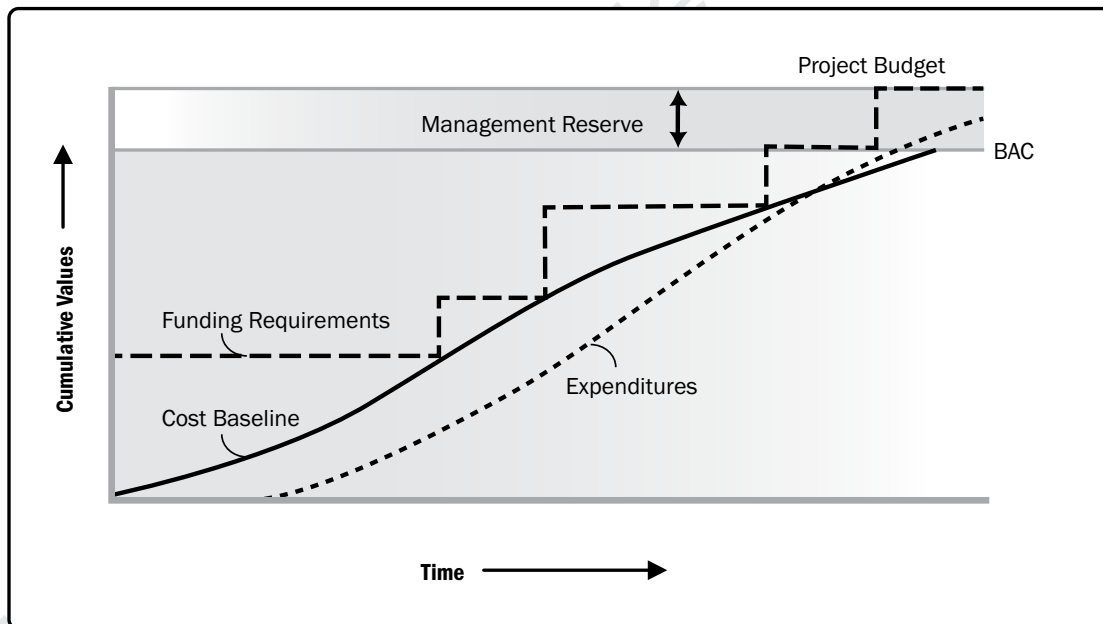 Project Budget
Management Reserve
BAC
Funding Requirements
Cost Baseline
Expenditures
Cumulative Values
Time